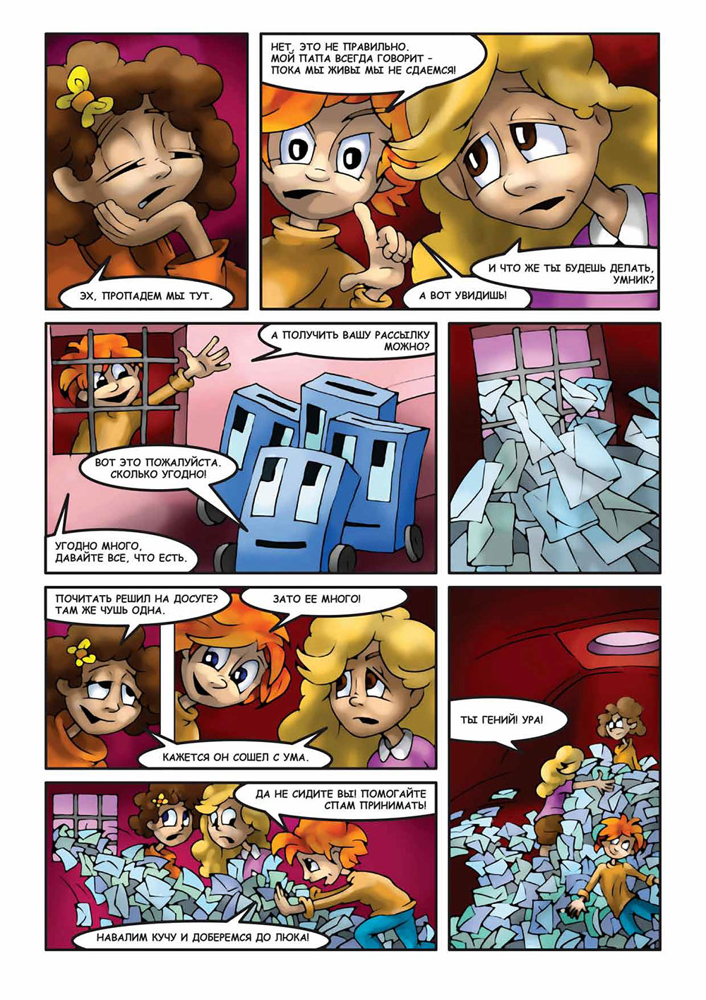 ЭХ, ПРОПАДЕМ МЫ ТУТ.
НЕТ, ЭТО НЕ ПРАВИЛЬНО.
МОЙ ПАПА ВСЕГДА ГОВОРИТ -
ПОКА МЫ ЖИВЫ МЫ НЕ СДАЕМСЯ!
И ЧТО ЖЕ ТЫ БУДЕШЬ ДЕЛАТЬ,
УМНИК?
А ВОТ УВИДИШЬ!
А ПОЛУЧИТЬ ВАШУ РАССЫЛКУ
МОЖНО?
ВОТ ЭТО ПОЖАЛУЙСТА.
СКОЛЬКО УГОДНО!
УГОДНО МНОГО,
ДАВАЙТЕ ВСЕ, ЧТО ЕСТЬ.
ПОЧИТАТЬ РЕШИЛ НА ДОСУГЕ?
ТАМ ЖЕ ЧУШЬ ОДНА.
ЗАТО ЕЕ МНОГО!
КАЖЕТСЯ ОН СОШЕЛ С УМА.
ДА НЕ СИДИТЕ ВЫ! ПОМОГАЙТЕ
СПАМ ПРИНИМАТЬ!
НАВАЛИМ КУЧУ И ДОБЕРЕМСЯ ДО ЛЮКА!
ТЫ ГЕНИЙ! УРА!